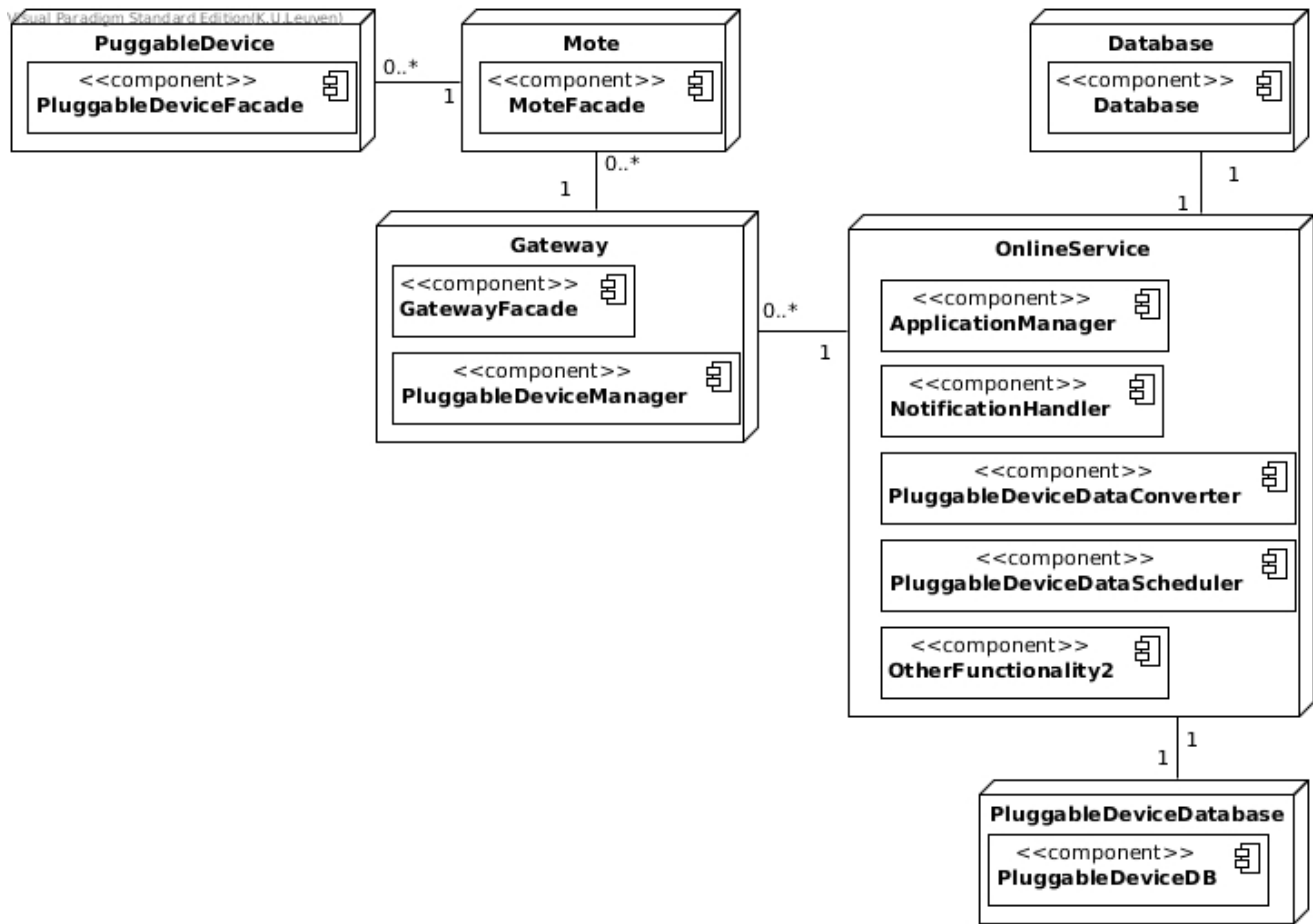 Visual Paradigm Standard Edition(K.U.Leuven)
PuggableDevice
<<component>>
PluggableDeviceFacade
0..*
1
Mote
<<component>>
MoteFacade
0..*
1
Database
<<component>>
Database
1
1
Gateway
<<component>>
GatewayFacade
<<component>>
PluggableDeviceManager
0..*
1
OnlineService
<<component>>
ApplicationManager
<<component>>
NotificationHandler
<<component>>
PluggableDeviceDataConverter
<<component>>
PluggableDeviceDataScheduler
<<component>>
OtherFunctionality2
1
1
PluggableDeviceDatabase
<<component>>
PluggableDeviceDB